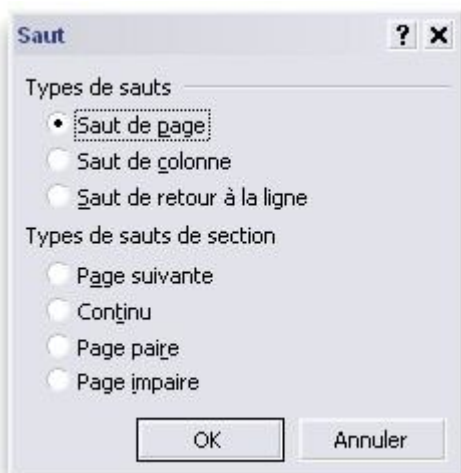 Saut ? ×
Types de sauts
Saut de page
Saut de colonne
Saut de retour à la ligne
Types de sauts de section
Page suivante
Continu
Page paire
Page impaire
OK Annuler